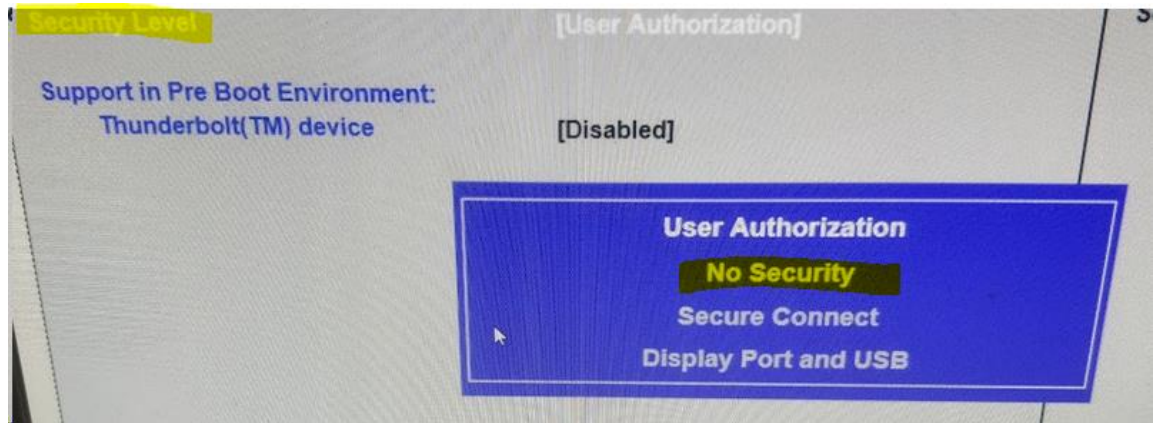 Security Level [User Authorization]
Support in Pre Boot Environment:
Thunderbolt(TM) device [Disabled]
User Authorization
No Security
Secure Connect
Display Port and USB